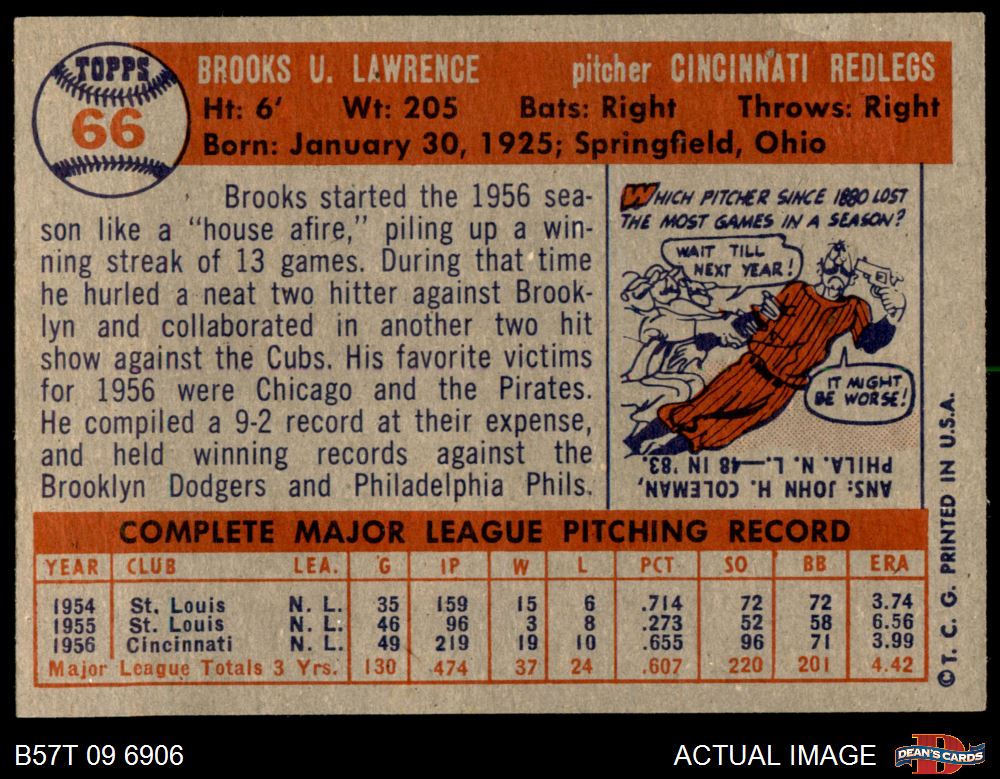 TOPPS
66
BROOKS U. LAWRENCE pitcher CINCINNATI REDLEGS
Ht: 6' Wt: 205 Bats: Right Throws: Right
Born: January 30, 1925; Springfield, Ohio
Brooks started the 1956 sea-
son like a "house afire," piling up a win-
ning streak of 13 games. During that time
he hurled a neat two hitter against Brook-
lyn and collaborated in another two hit
show against the Cubs. His favorite victims
for 1956 were Chicago and the Pirates.
He compiled a 9-2 record at their expense,
and held winning records against the
Brooklyn Dodgers and Philadelphia Phils.
WHICH PITCHER SINCE 1880 LOST
THE MOST GAMES IN A SEASON?
WAIT TILL
NEXT YEAR!
IT MIGHT
BE WORSE!
ANS: JOHN H. COLEMAN,
PHILA. N. L.—48 IN '83.
COMPLETE MAJOR LEAGUE PITCHING RECORD
YEAR CLUB LEA. G IP W L PCT SO BB ERA
1954 St. Louis N. L. 35 159 15 6 .714 72 72 3.74
1955 St. Louis N. L. 46 96 3 8 .273 52 58 6.56
1956 Cincinnati N. L. 49 219 19 10 .655 96 71 3.99
Major League Totals 3 Yrs. 130 474 37 24 .607 220 201 4.42
©T. C. G. PRINTED IN U.S.A.
B57T 09 6906 ACTUAL IMAGE
DEAN'S CARDS